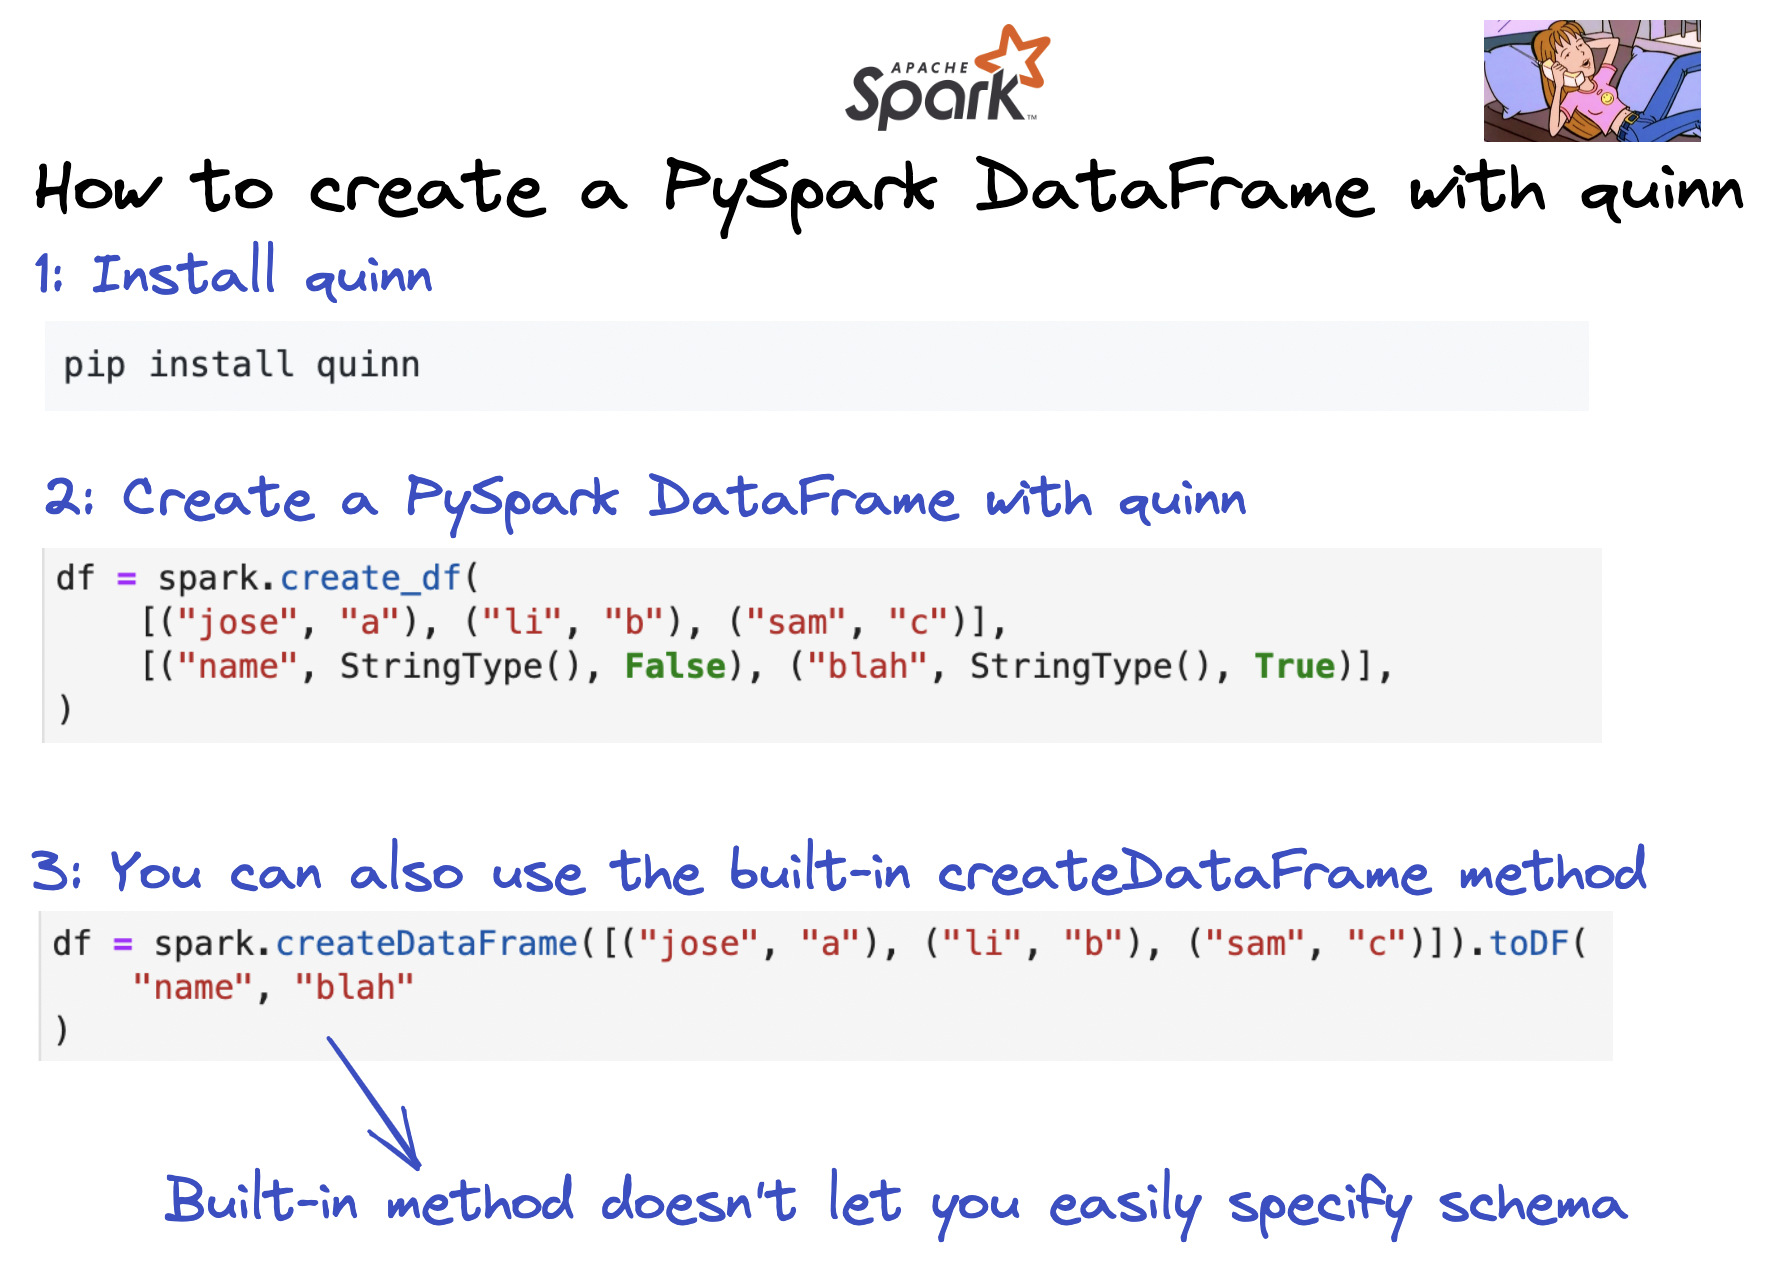 APACHE
Spark™
How to create a PySpark DataFrame with quinn
1: Install quinn
pip install quinn
2: Create a PySpark DataFrame with quinn
df = spark.create_df(
    [("jose", "a"), ("li", "b"), ("sam", "c")],
    [("name", StringType(), False), ("blah", StringType(), True)],
)
3: You can also use the built-in createDataFrame method
df = spark.createDataFrame([("jose", "a"), ("li", "b"), ("sam", "c")]).toDF(
    "name", "blah"
)
Built-in method doesn't let you easily specify schema